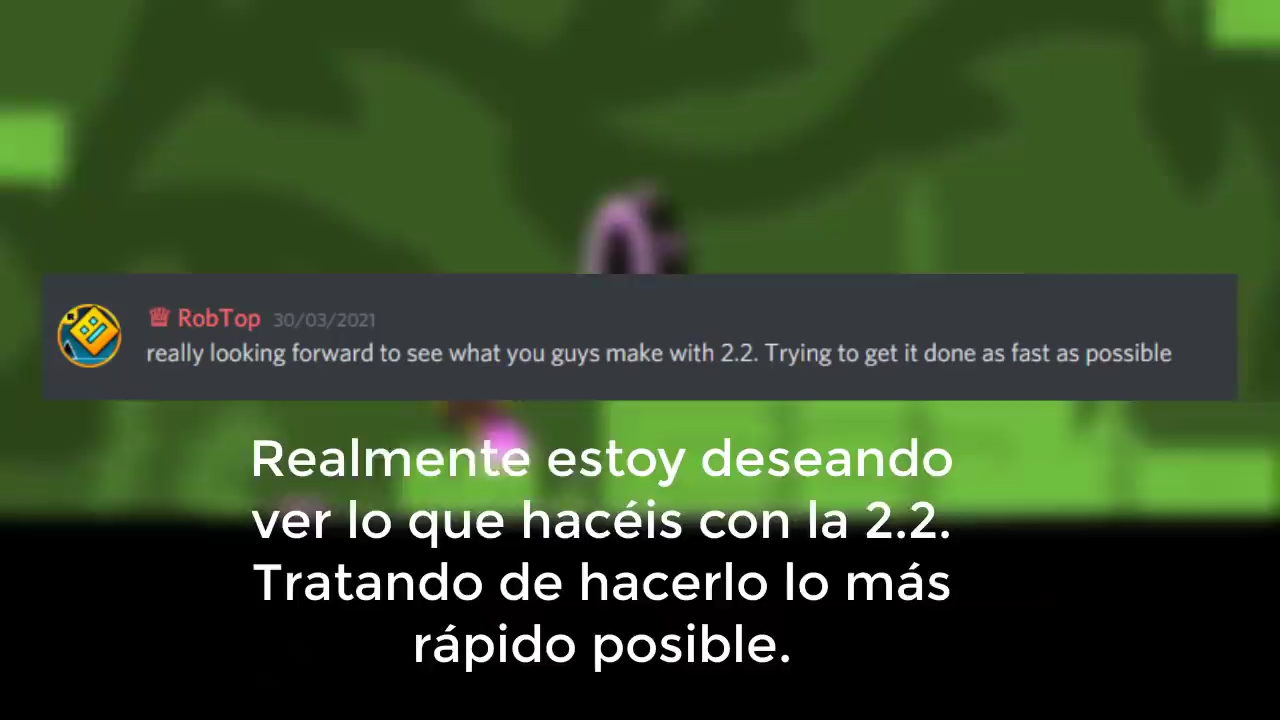 RobTop 30/03/2021
really looking forward to see what you guys make with 2.2. Trying to get it done as fast as possible
Realmente estoy deseando
ver lo que hacéis con la 2.2.
Tratando de hacerlo lo más
rápido posible.